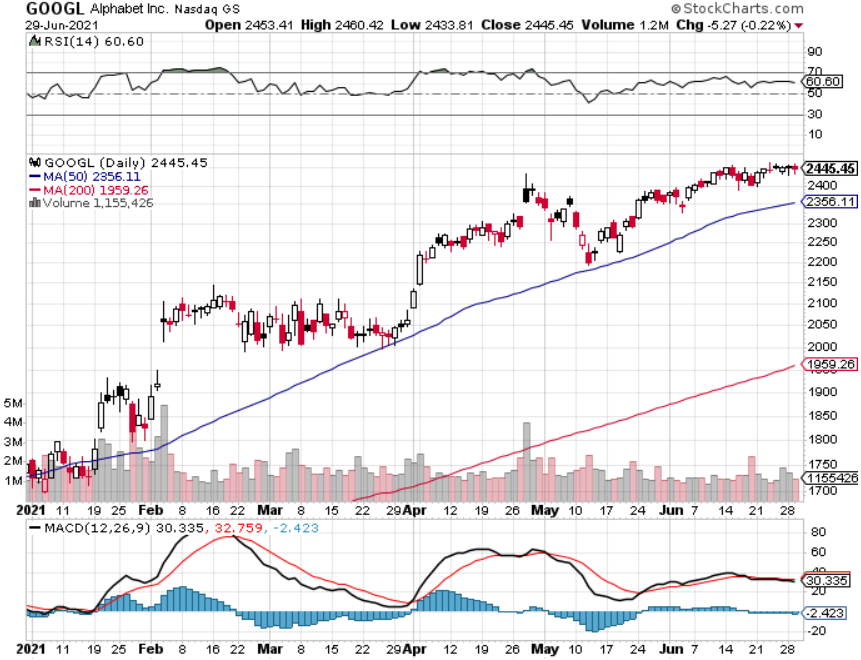 GOOGL Alphabet Inc. Nasdaq GS
© StockCharts.com
29-Jun-2021 Open 2453.41 High 2460.42 Low 2433.81 Close 2445.45 Volume 1.2M Chg -5.27 (-0.22%)
RSI(14) 60.60
90
70
60.60
50
30
10
GOOGL (Daily) 2445.45
MA(50) 2356.11
MA(200) 1959.26
Volume 1,155,426
2445.45
2400
2356.11
2300
2250
2200
2150
2100
2050
2000
1959.26
1900
1850
1800
1750
1155426
1700
5M
4M
3M
2M
1M
2021 11 19 25 Feb 8 16 22 Mar 8 15 22 29 Apr 12 19 26 May 10 17 24 Jun 7 14 21 28
MACD(12,26,9) 30.335, 32.759, -2.423
80
60
30.335
20
-2.423
-20
2021 11 19 25 Feb 8 16 22 Mar 8 15 22 29 Apr 12 19 26 May 10 17 24 Jun 7 14 21 28